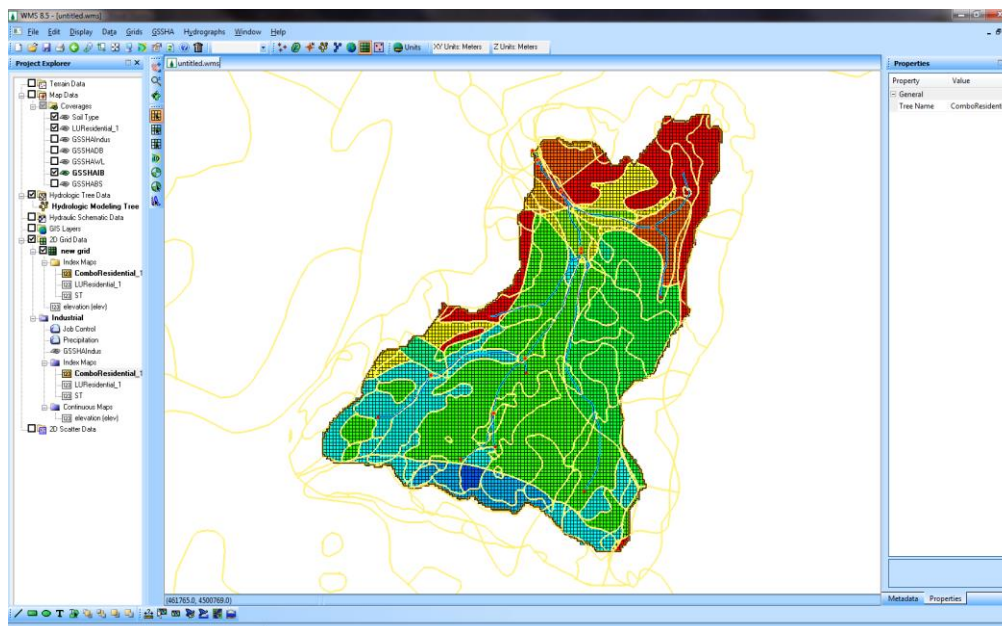 WMS 8.5 - [untitled.wms]
File Edit Display Data Grids GSSHA Hydrographs Window Help
Units XY Units: Meters Z Units: Meters
Project Explorer
untitled.wms
Properties
Terrain Data
Map Data
Coverages
Soil Type
LUResidential_1
GSSHAIndus
GSSHADB
GSSHAWL
GSSHAIB
GSSHABS
Hydrologic Tree Data
Hydrologic Modeling Tree
Hydraulic Schematic Data
GIS Layers
2D Grid Data
new grid
Index Maps
ComboResidential_1
LUResidential_1
ST
elevation (elev)
Industrial
Job Control
Precipitation
GSSHAIndus
Index Maps
ComboResidential_1
LUResidential_1
ST
Continuous Maps
elevation (elev)
2D Scatter Data
Property Value
General
Tree Name ComboResident
(461765.0, 4500769.0)
Metadata Properties